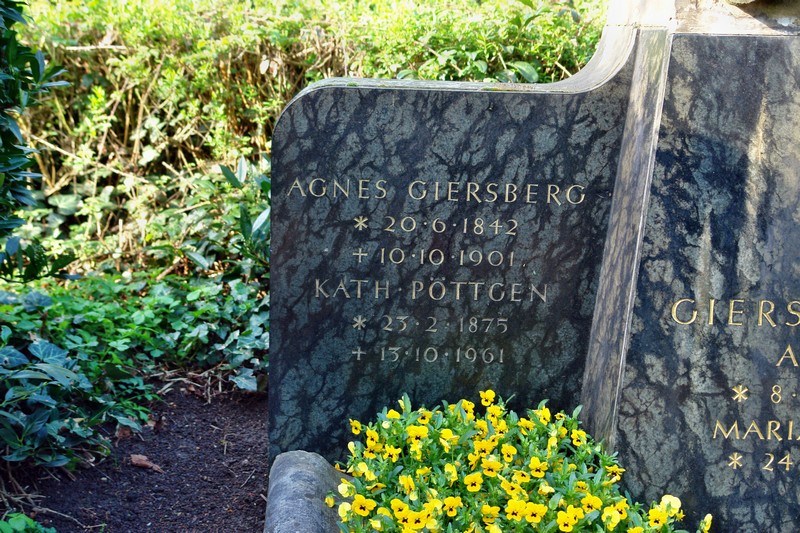 AGNES GIERSBERG
* 20·6·1842
+ 10·10·1901
KATH·PÖTTGEN
* 23·2·1875
+ 13·10·1961
GIERS
A
* 8·
MARIA
* 24